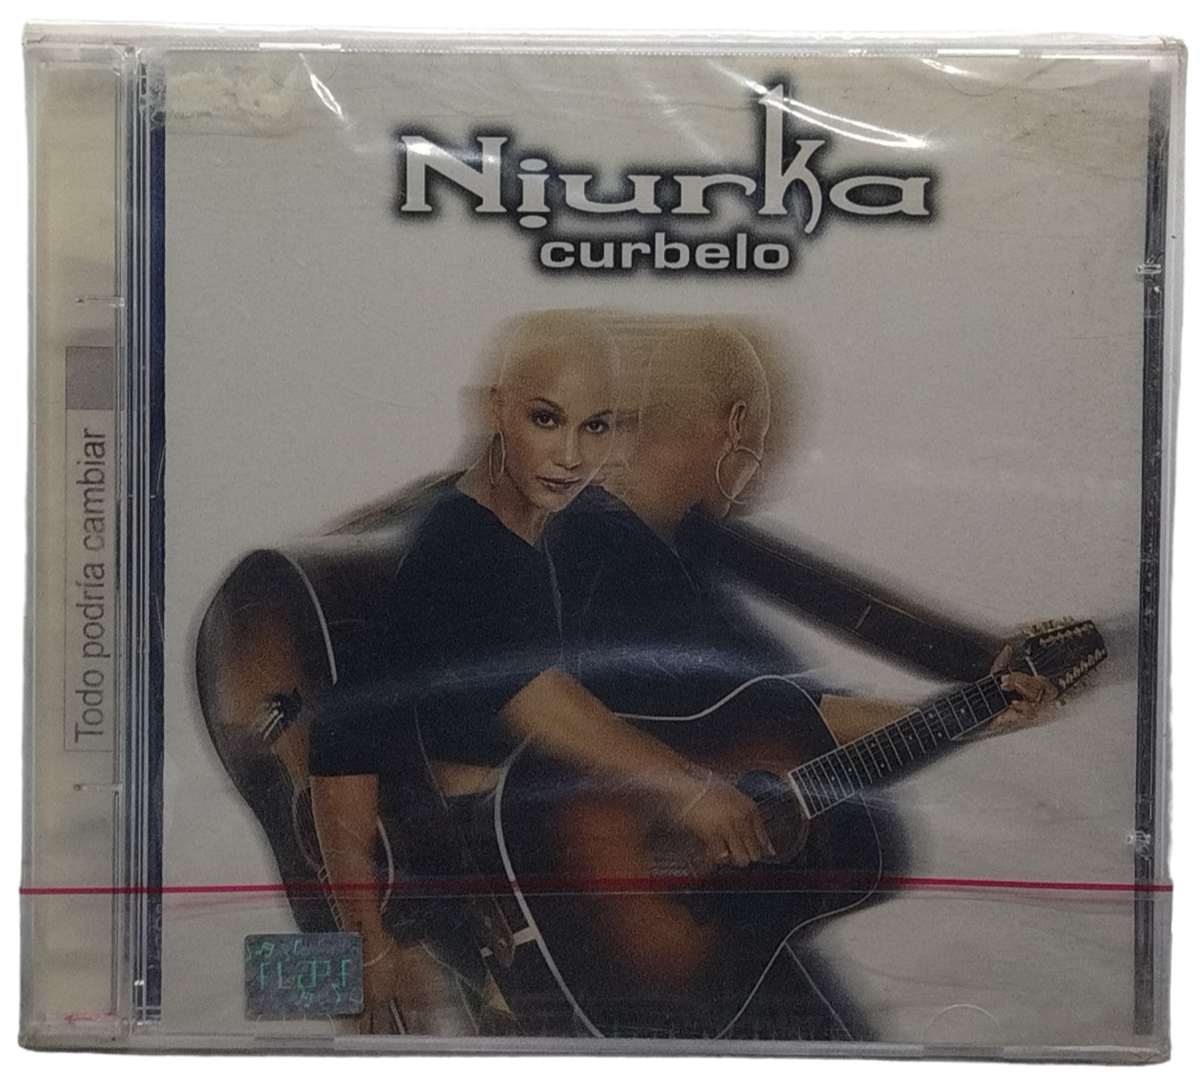 Niurka
curbelo
Todo podría cambiar